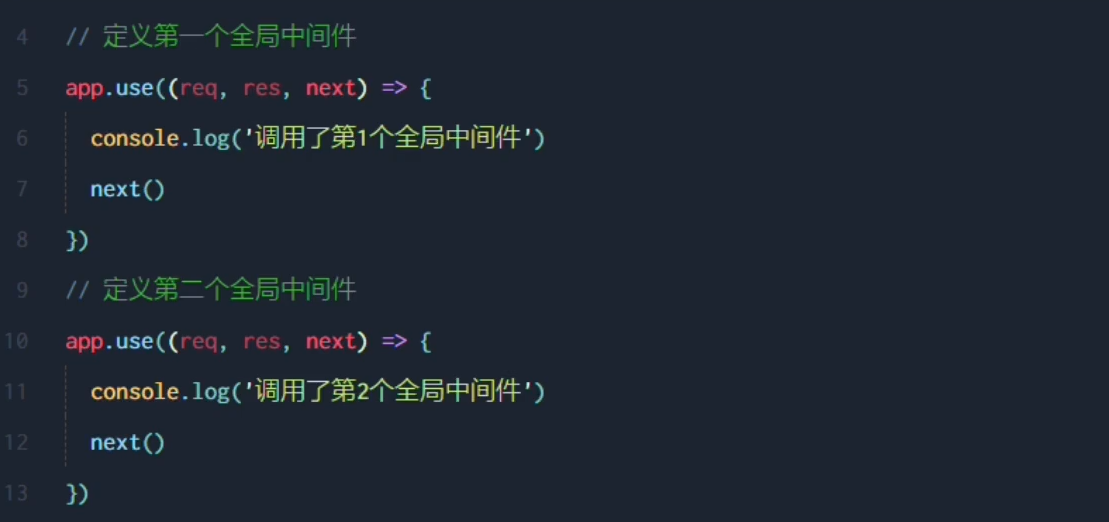 4 // 定义第一个全局中间件
5 app.use((req, res, next) => {
6 console.log('调用了第1个全局中间件')
7 next()
8 })
9 // 定义第二个全局中间件
10 app.use((req, res, next) => {
11 console.log('调用了第2个全局中间件')
12 next()
13 })